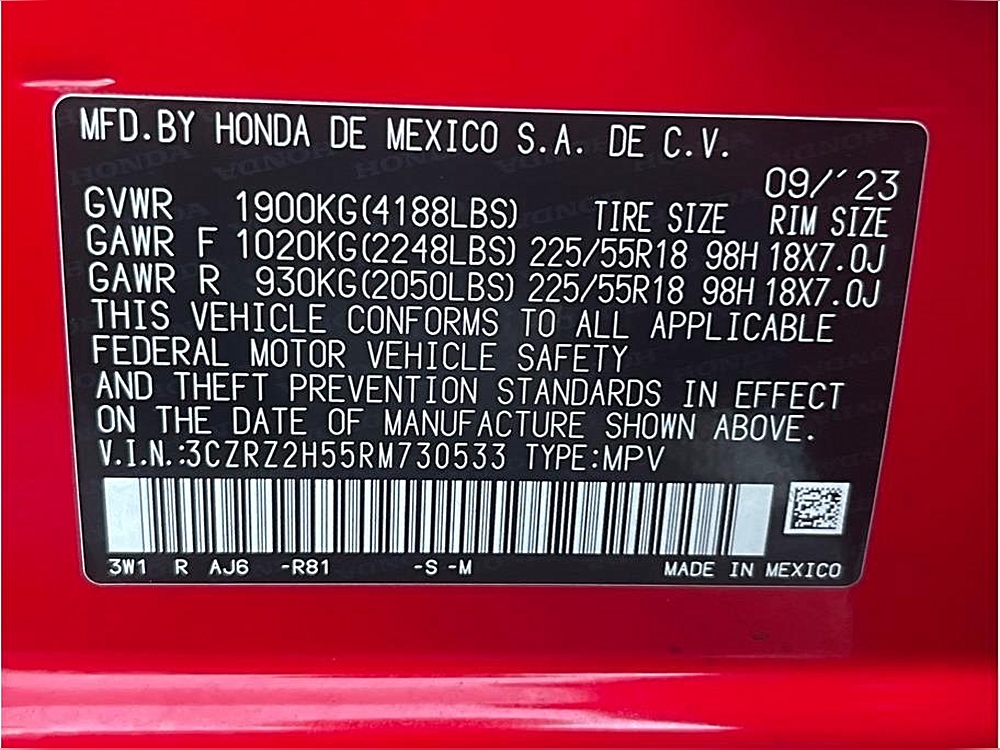 MFD.BY HONDA DE MEXICO S.A. DE C.V.
09/´23
GVWR 1900KG(4188LBS) TIRE SIZE RIM SIZE
GAWR F 1020KG(2248LBS) 225/55R18 98H 18X7.0J
GAWR R 930KG(2050LBS) 225/55R18 98H 18X7.0J
THIS VEHICLE CONFORMS TO ALL APPLICABLE
FEDERAL MOTOR VEHICLE SAFETY
AND THEFT PREVENTION STANDARDS IN EFFECT
ON THE DATE OF MANUFACTURE SHOWN ABOVE.
V.I.N.:3CZRZ2H55RM730533 TYPE:MPV
3W1 R AJ6 -R81 -S -M MADE IN MEXICO